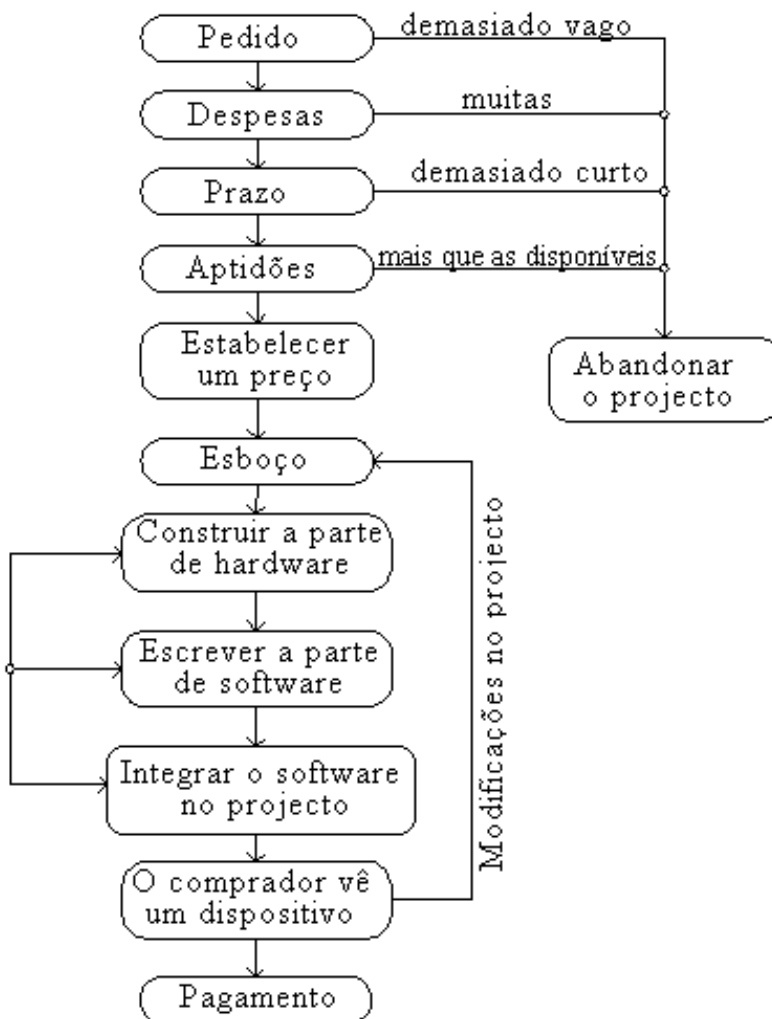 Pedido
demasiado vago
Despesas
muitas
Prazo
demasiado curto
Aptidões
mais que as disponíveis
Estabelecer
um preço
Abandonar
o projecto
Esboço
Construir a parte
de hardware
Escrever a parte
de software
Integrar o software
no projecto
Modificações no projecto
O comprador vê
um dispositivo
Pagamento